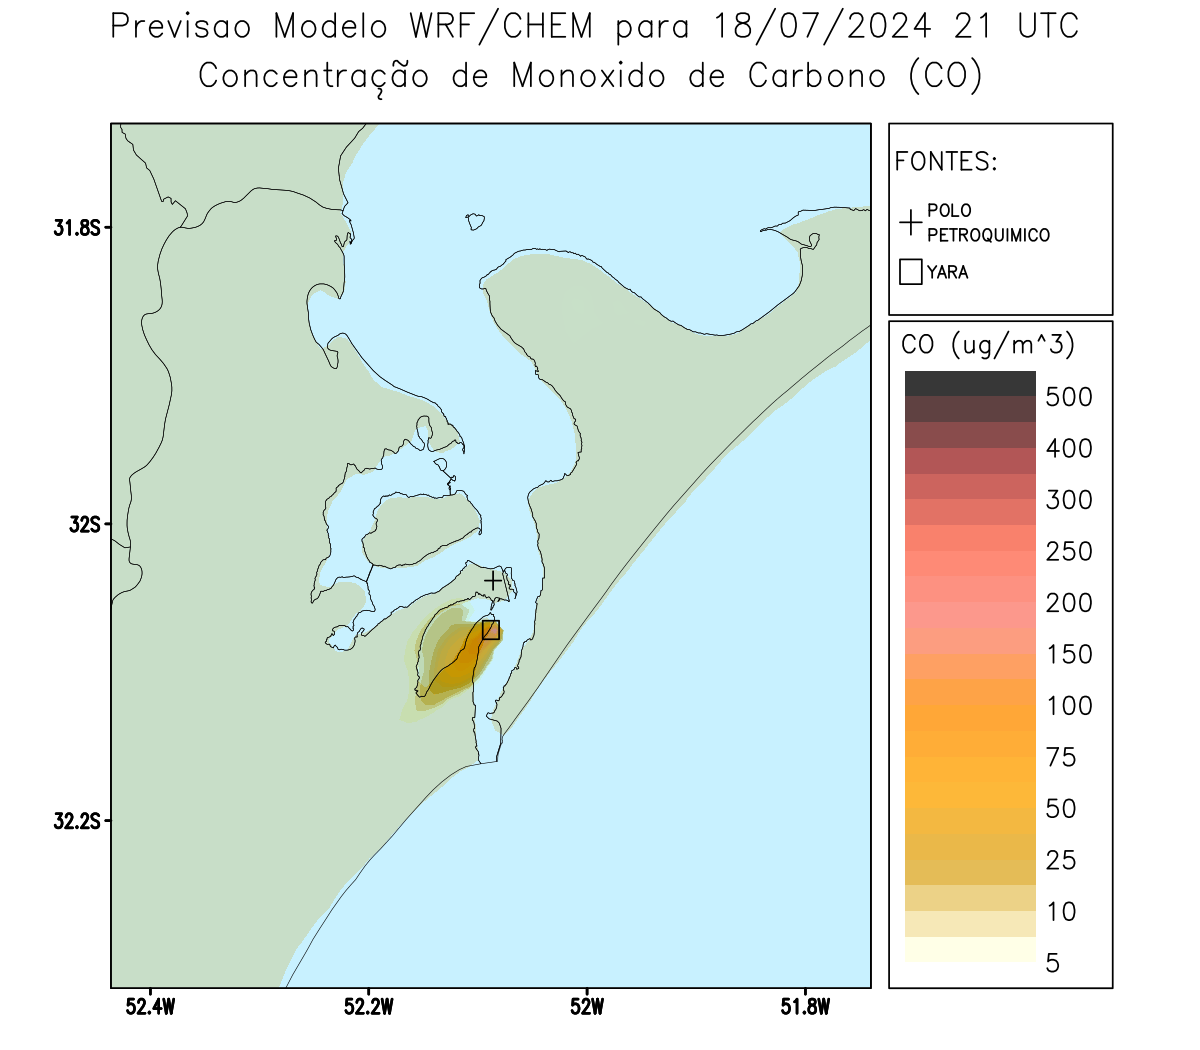 Previsao Modelo WRF/CHEM para 18/07/2024 21 UTC
Concentração de Monoxido de Carbono (CO)
FONTES:
POLO
PETROQUIMICO
YARA
CO (ug/m^3)
500
400
300
250
200
150
100
75
50
25
10
5
31.8S
32S
32.2S
52.4W
52.2W
52W
51.8W